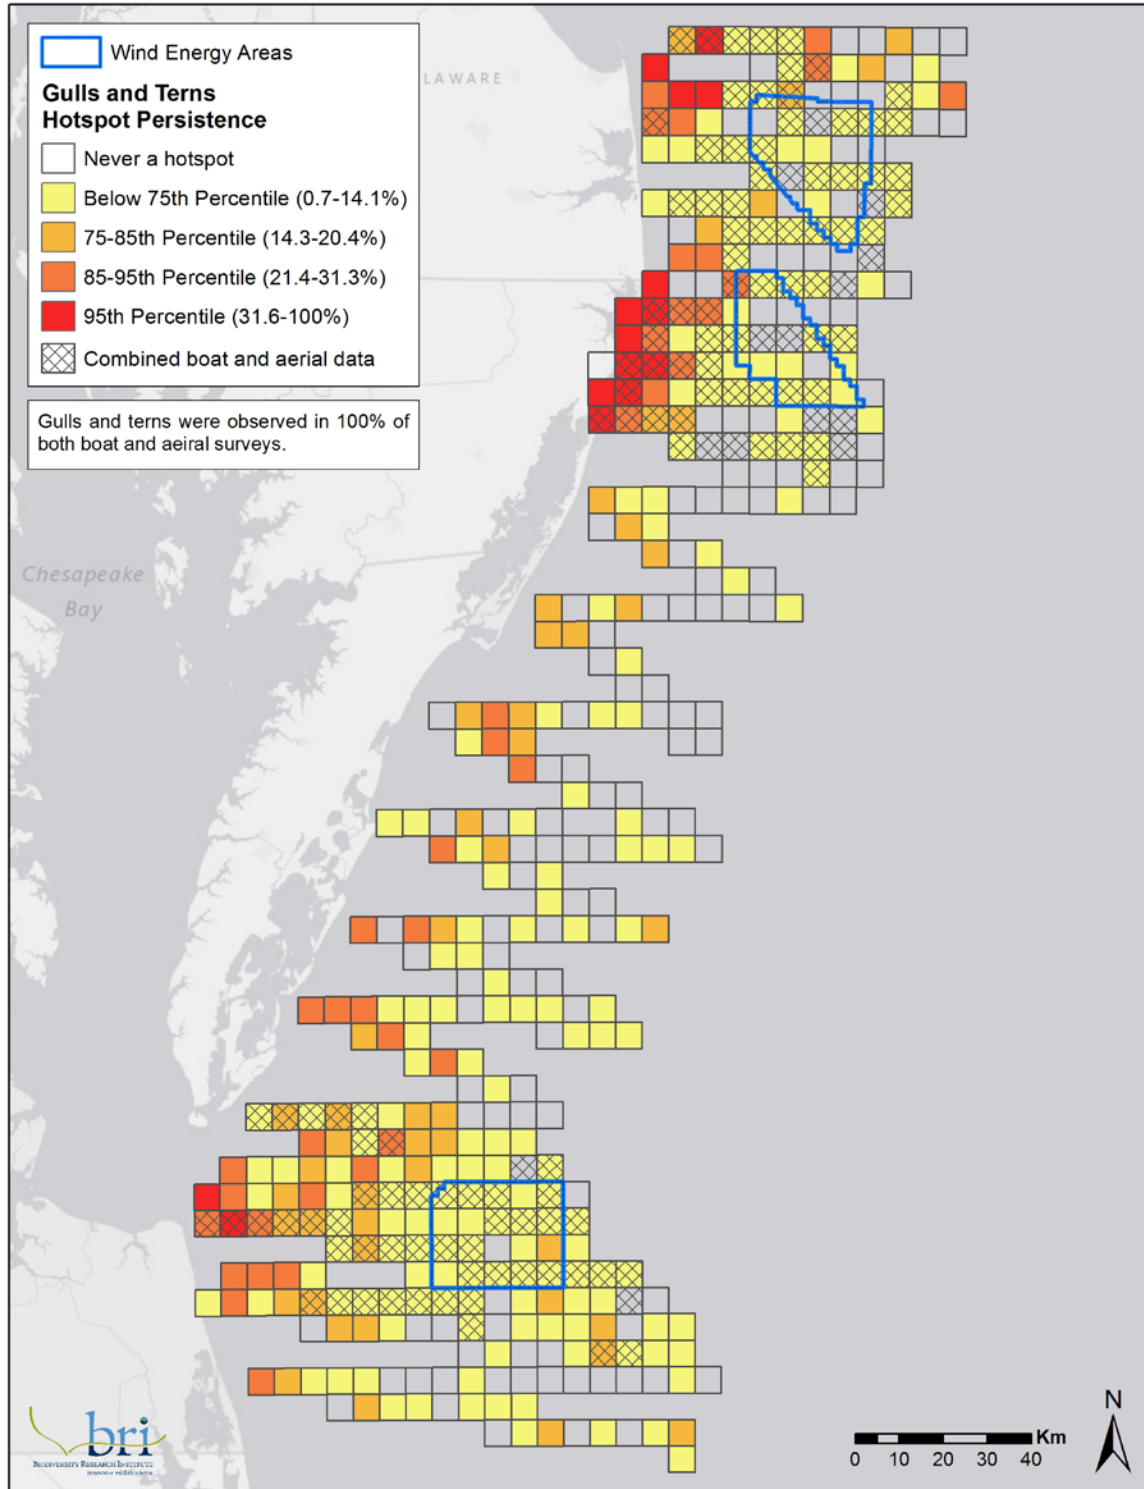 Wind Energy Areas
Gulls and Terns
Hotspot Persistence
Never a hotspot
Below 75th Percentile (0.7-14.1%)
75-85th Percentile (14.3-20.4%)
85-95th Percentile (21.4-31.3%)
95th Percentile (31.6-100%)
Combined boat and aerial data
Gulls and terns were observed in 100% of
both boat and aeiral surveys.
LAWARE
Chesapeake
Bay
bri
BIODIVERSITY RESEARCH INSTITUTE
N
Km
0 10 20 30 40